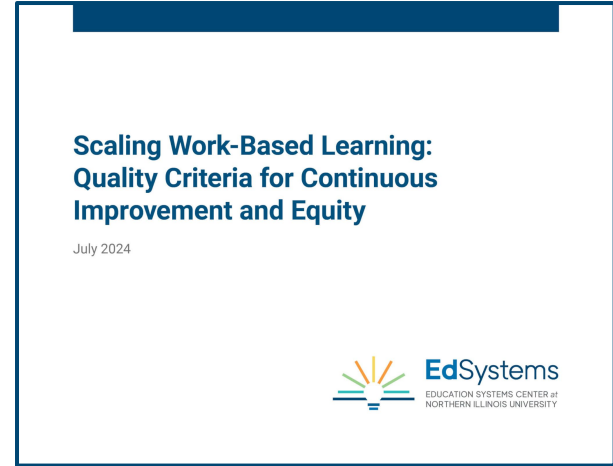 Scaling Work-Based Learning:
Quality Criteria for Continuous
Improvement and Equity
July 2024
EdSystems
EDUCATION SYSTEMS CENTER at
NORTHERN ILLINOIS UNIVERSITY